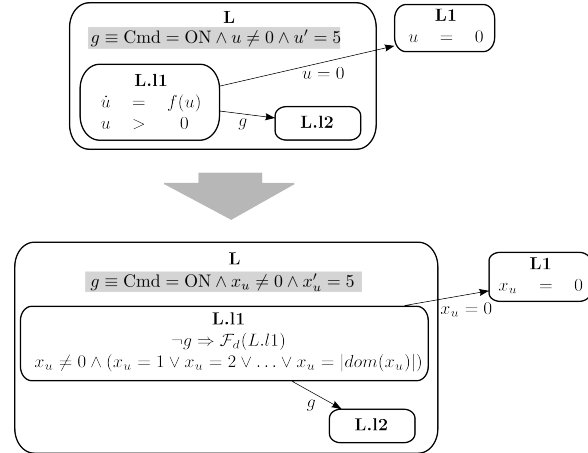 L
g ≡ Cmd = ON ∧ u ≠ 0 ∧ u′ = 5
L1
u = 0
L.l1
u̇ = f(u)
u > 0
u = 0
g
L.l2
L
g ≡ Cmd = ON ∧ x_u ≠ 0 ∧ x′_u = 5
L1
x_u = 0
x_u = 0
L.l1
¬g ⇒ F_d(L.l1)
x_u ≠ 0 ∧ (x_u = 1 ∨ x_u = 2 ∨ … ∨ x_u = |dom(x_u)|)
g
L.l2